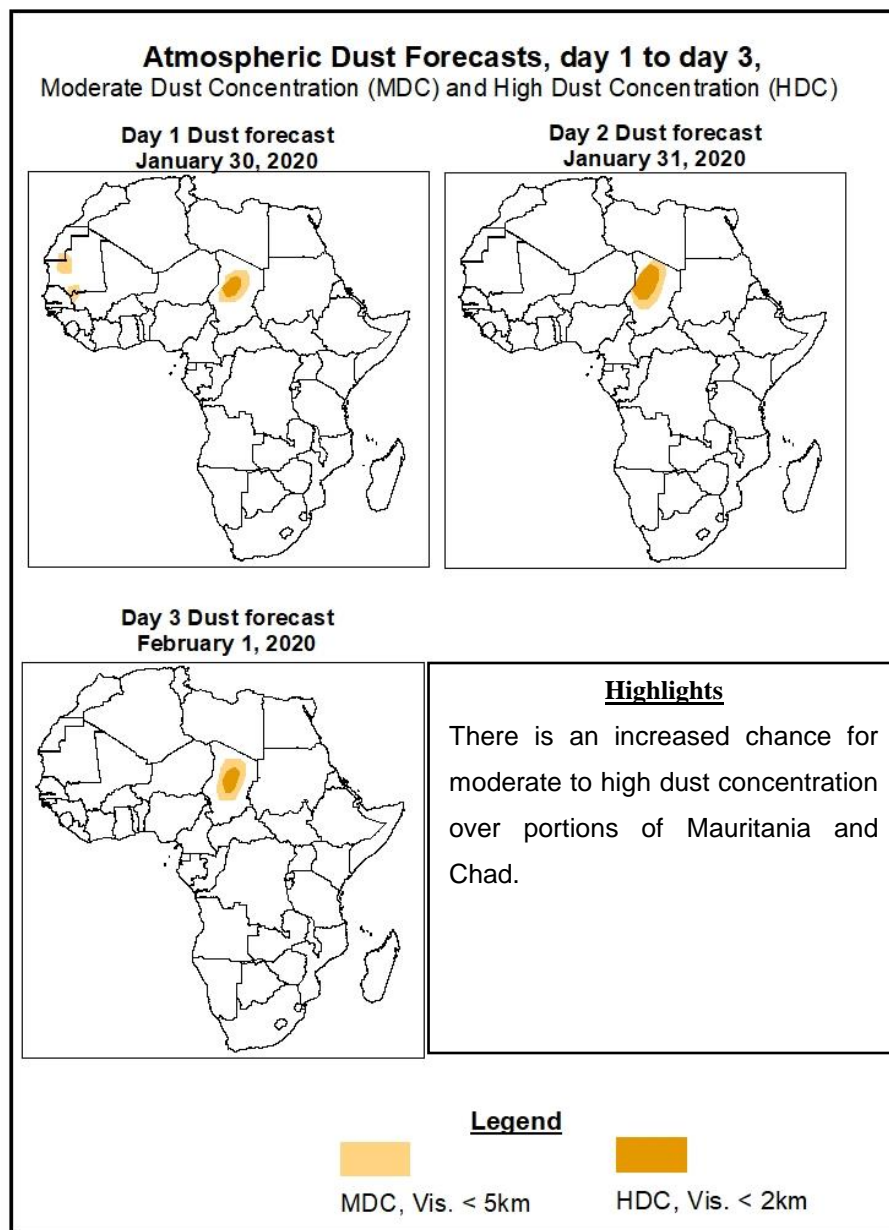 Atmospheric Dust Forecasts, day 1 to day 3,
Moderate Dust Concentration (MDC) and High Dust Concentration (HDC)
Day 1 Dust forecast
January 30, 2020
Day 2 Dust forecast
January 31, 2020
Day 3 Dust forecast
February 1, 2020
Highlights
There is an increased chance for
moderate to high dust concentration
over portions of Mauritania and
Chad.
Legend
MDC, Vis. < 5km
HDC, Vis. < 2km